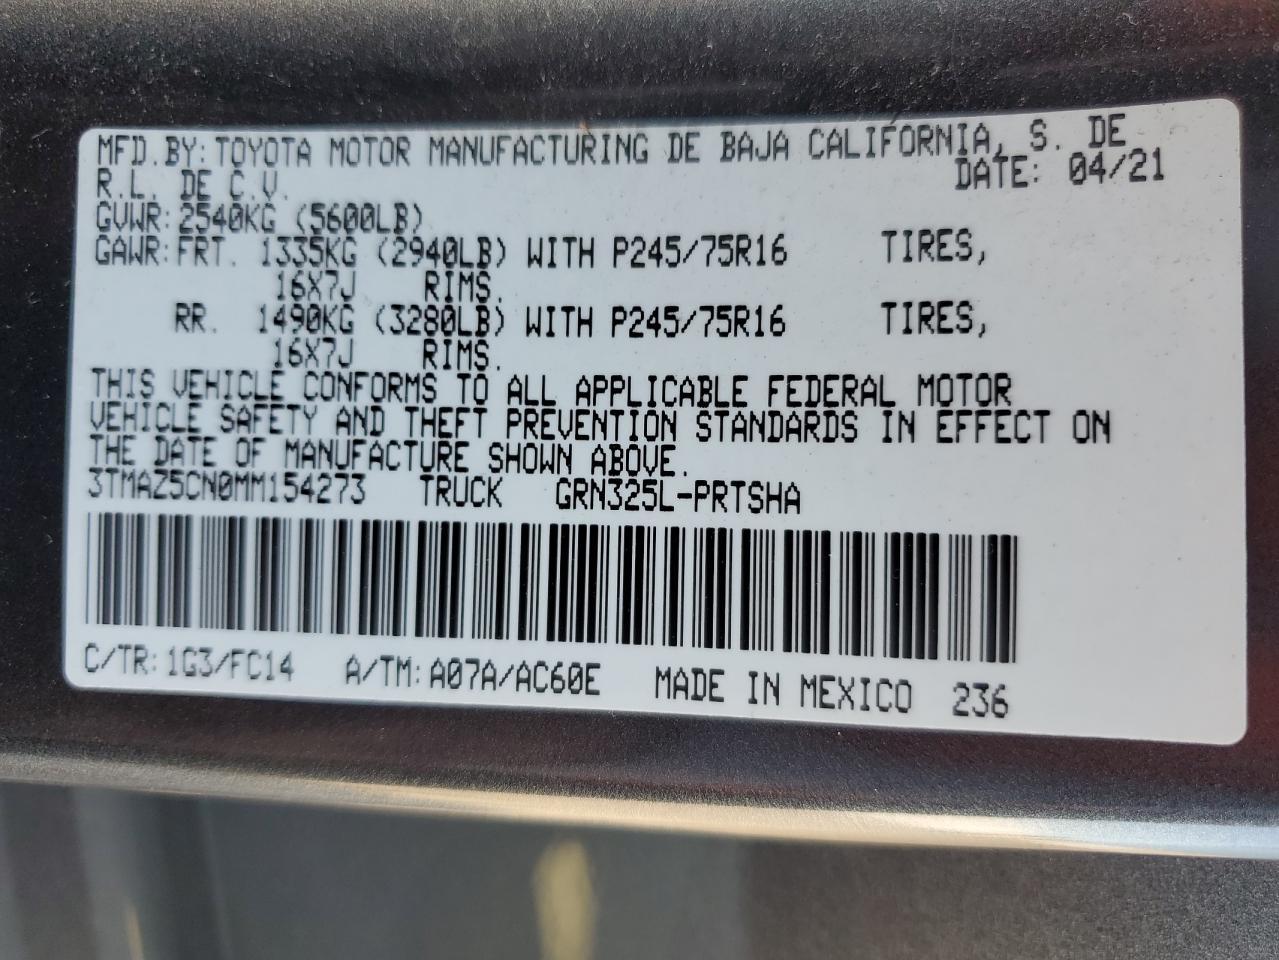 MFD.BY:TOYOTA MOTOR MANUFACTURING DE BAJA CALIFORNIA, S. DE
R.L. DE C.V. DATE: 04/21
GVWR:2540KG (5600LB)
GAWR:FRT. 1335KG (2940LB) WITH P245/75R16 TIRES,
16X7J RIMS.
RR. 1490KG (3280LB) WITH P245/75R16 TIRES,
16X7J RIMS.
THIS VEHICLE CONFORMS TO ALL APPLICABLE FEDERAL MOTOR
VEHICLE SAFETY AND THEFT PREVENTION STANDARDS IN EFFECT ON
THE DATE OF MANUFACTURE SHOWN ABOVE.
3TMAZ5CN0MM154273 TRUCK GRN325L-PRTSHA
C/TR:1G3/FC14 A/TM:A07A/AC60E MADE IN MEXICO 236